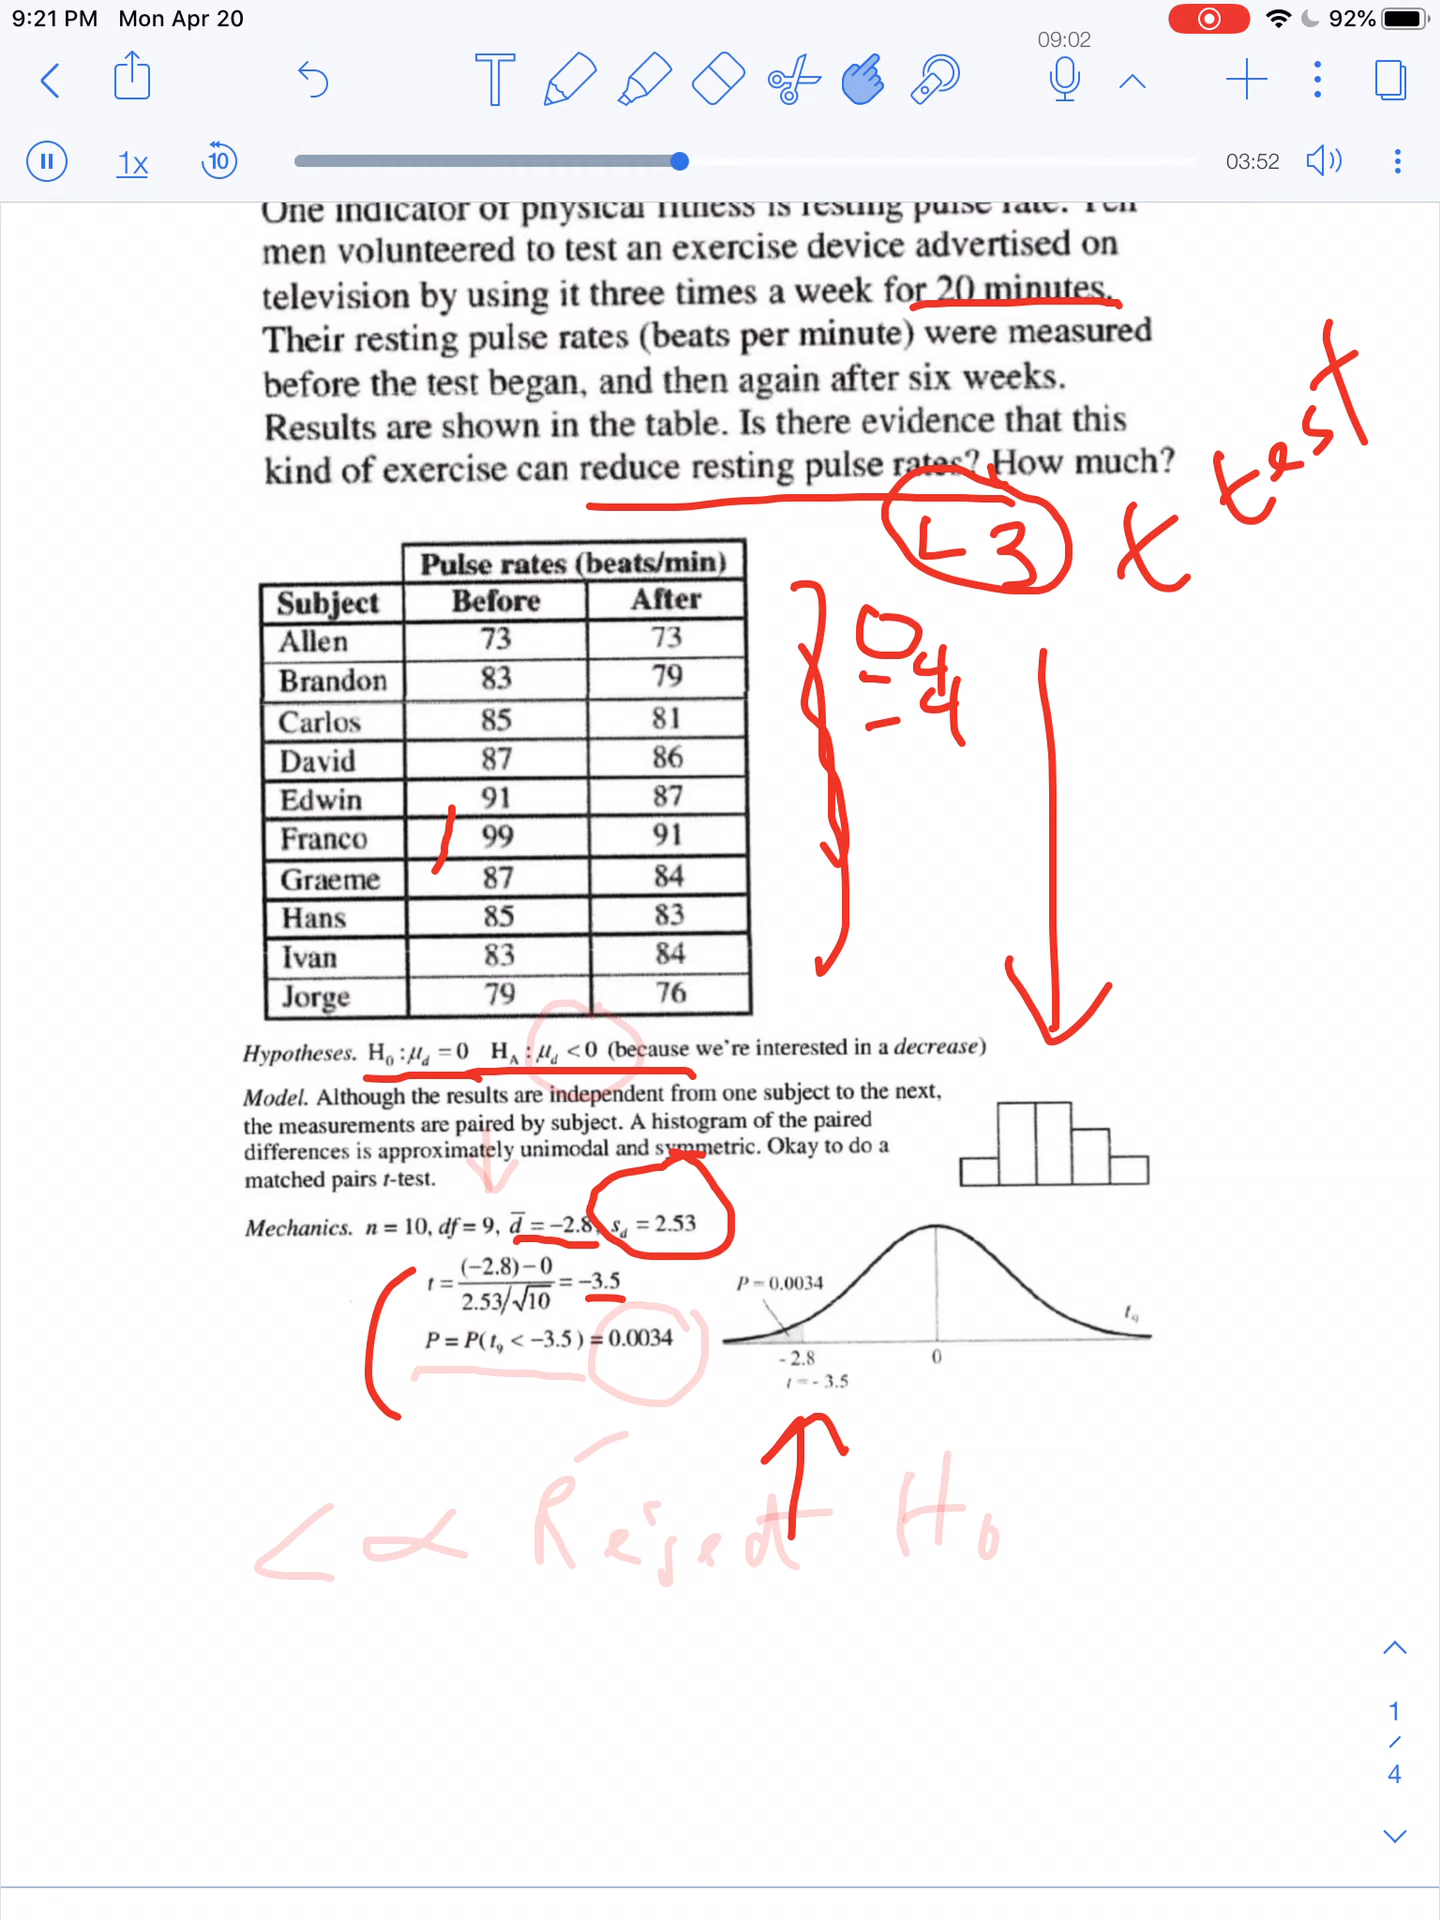 9:21 PM Mon Apr 20
92%
09:02
T
1x
10
03:52
One indicator of physical fitness is resting pulse rate. Ten
men volunteered to test an exercise device advertised on
television by using it three times a week for 20 minutes.
Their resting pulse rates (beats per minute) were measured
before the test began, and then again after six weeks.
Results are shown in the table. Is there evidence that this
kind of exercise can reduce resting pulse rates? How much?
L3
t test
Pulse rates (beats/min)
Subject Before After
Allen 73 73
Brandon 83 79
Carlos 85 81
David 87 86
Edwin 91 87
Franco 99 91
Graeme 87 84
Hans 85 83
Ivan 83 84
Jorge 79 76
0
-4
-4
Hypotheses. H₀ : μ_d = 0 H_A : μ_d < 0 (because we're interested in a decrease)
Model. Although the results are independent from one subject to the next,
the measurements are paired by subject. A histogram of the paired
differences is approximately unimodal and symmetric. Okay to do a
matched pairs t-test.
Mechanics. n = 10, df = 9, d̄ = −2.8, s_d = 2.53
t = (−2.8) − 0 / 2.53/√10 = −3.5
P = P(t₉ < −3.5) = 0.0034
P = 0.0034
t₉
- 2.8 0
t = - 3.5
< α Reject H₀
1
/
4